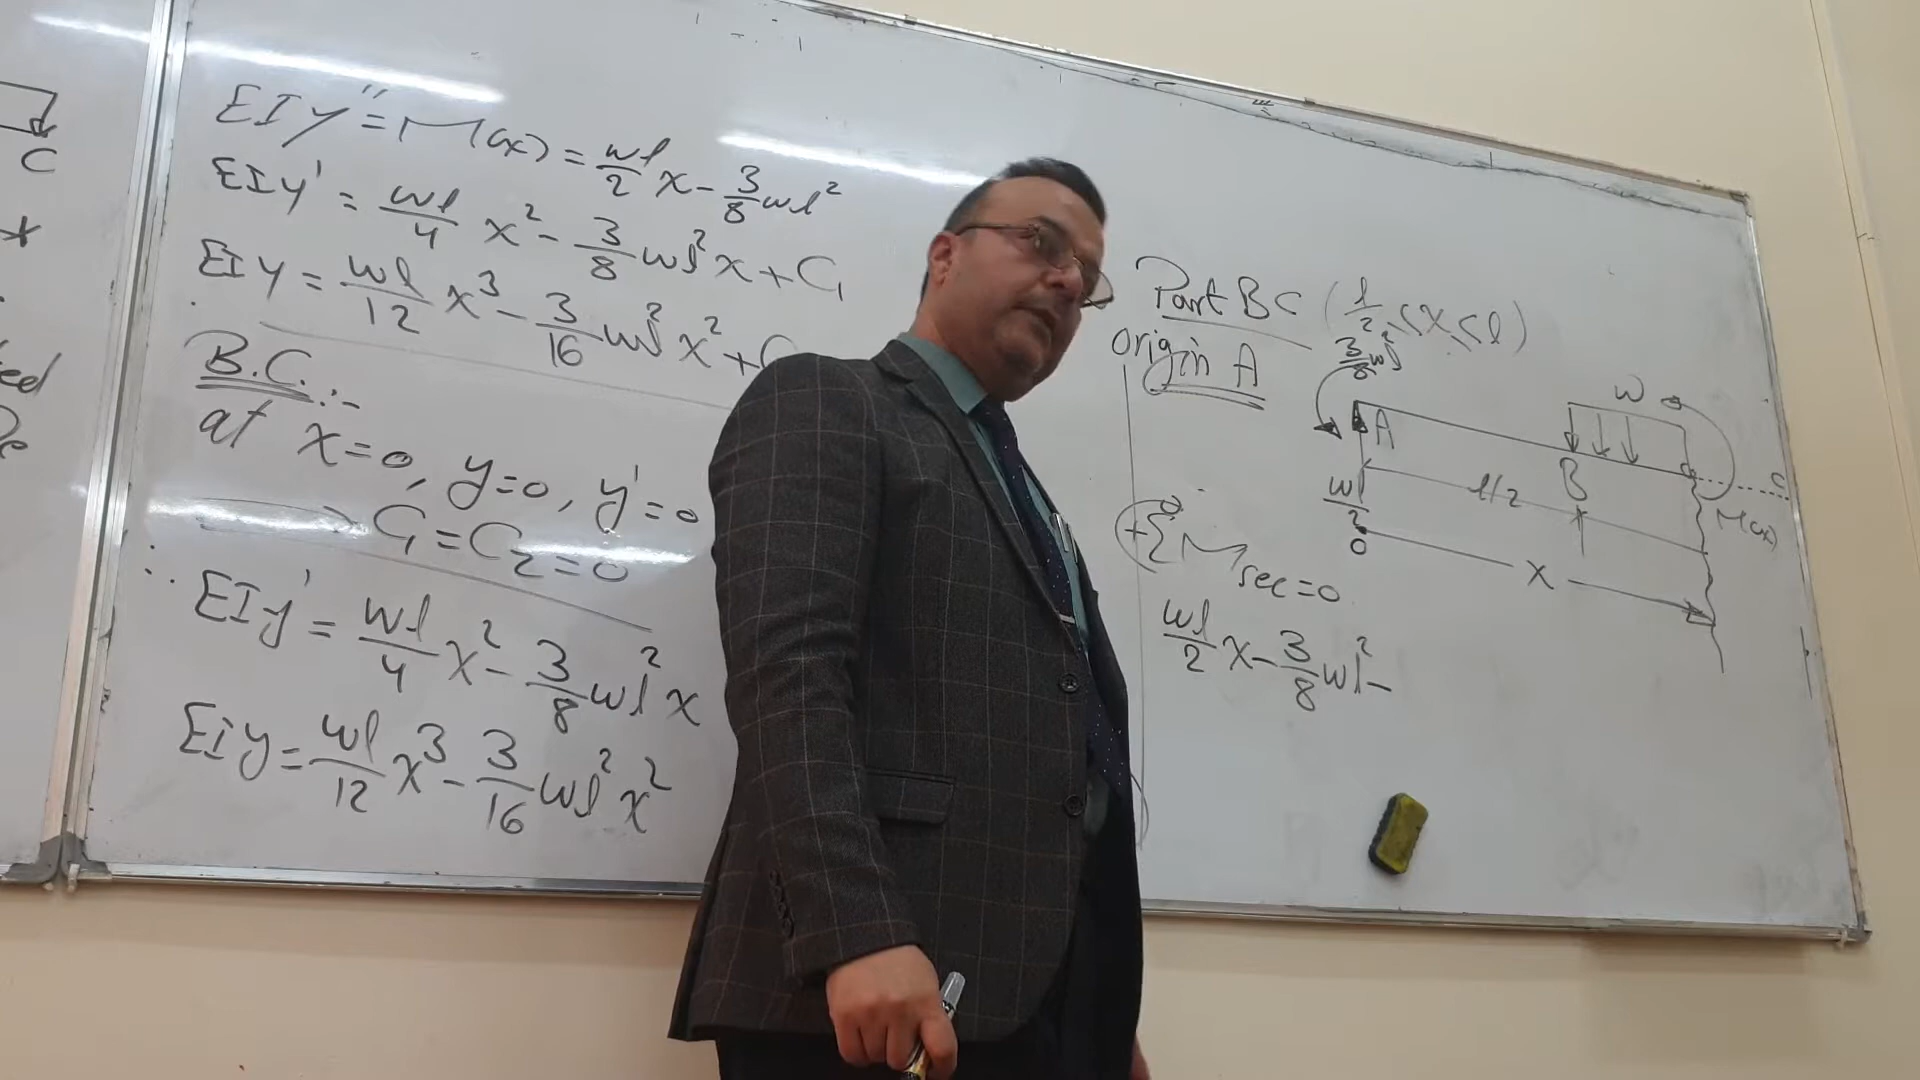 C
ed
EIy'' = M(x) = wl/2 x - 3/8 wl²
EIy' = wl/4 x² - 3/8 wl² x + C₁
EIy = wl/12 x³ - 3/16 wl² x² + C
B.C.:-
at x=0, y=0, y'=0
→ C₁ = C₂ = 0
∴ EIy' = wl/4 x² - 3/8 wl² x
EIy = wl/12 x³ - 3/16 wl² x²
Part BC (l/2 ≤ x ≤ l)
origin A
3/8 wl²
A
B
w
C
wl/2
l/2
M(x)
0
x
+ΣM sec = 0
wl/2 x - 3/8 wl² -